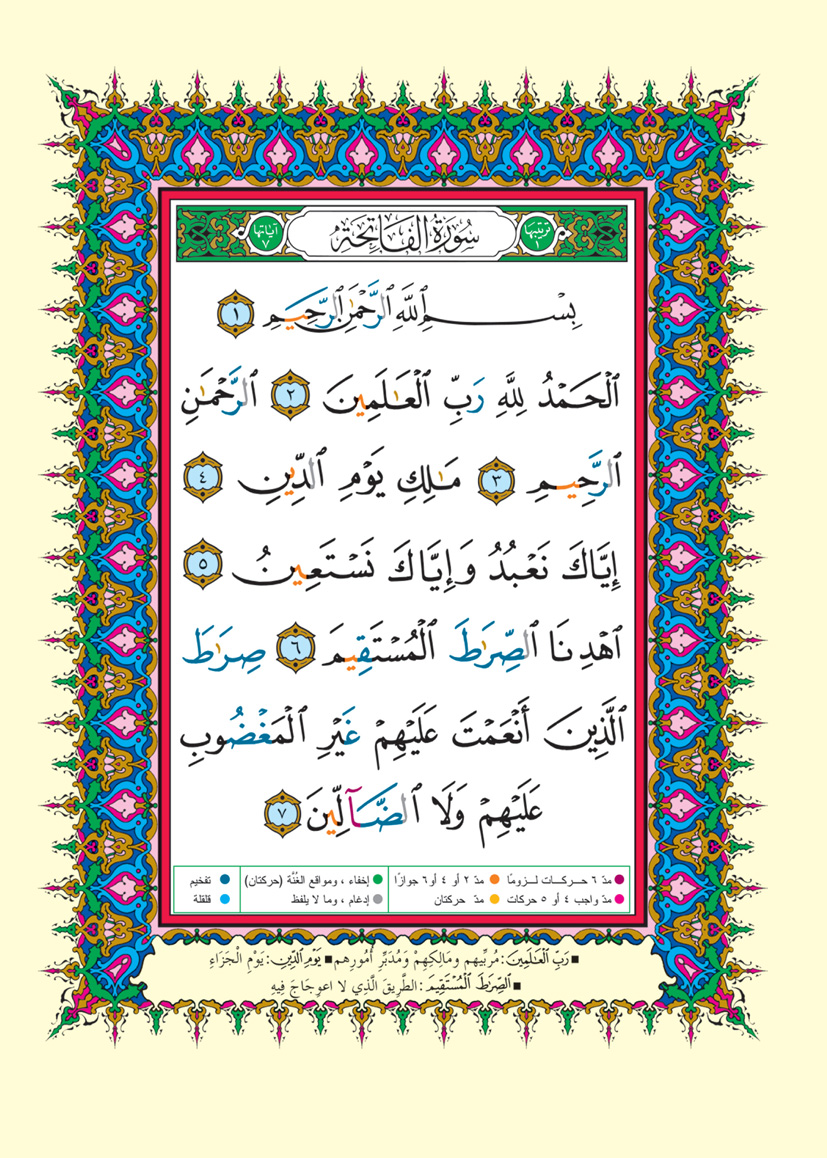 ترتيبها ١ سُورَةُ الفَاتِحَةِ آيَاتها ٧
بِسْمِ ٱللَّهِ ٱلرَّحْمَٰنِ ٱلرَّحِيمِ ١
ٱلْحَمْدُ لِلَّهِ رَبِّ ٱلْعَٰلَمِينَ ٢ ٱلرَّحْمَٰنِ
ٱلرَّحِيمِ ٣ مَٰلِكِ يَوْمِ ٱلدِّينِ ٤
إِيَّاكَ نَعْبُدُ وَإِيَّاكَ نَسْتَعِينُ ٥
ٱهْدِنَا ٱلصِّرَٰطَ ٱلْمُسْتَقِيمَ ٦ صِرَٰطَ
ٱلَّذِينَ أَنْعَمْتَ عَلَيْهِمْ غَيْرِ ٱلْمَغْضُوبِ
عَلَيْهِمْ وَلَا ٱلضَّآلِّينَ ٧
مدّ ٦ حـركـات لـزومًا مدّ ٢ أو ٤ أو ٦ جوازًا إخفاء ، ومواقع الغُنَّة (حركتان) تفخيم
مدّ واجب ٤ أو ٥ حركات مدّ حركتان إدغام ، وما لا يلفظ قلقلة
■ رَبِّ ٱلْعَٰلَمِينَ: مُرَبِّيهم ومَالِكِهِمْ وَمُدَبِّرِ أُمُورِهم ■ يَوْمِ ٱلدِّينِ: يَوْمِ الْجَزَاءِ
■ ٱلصِّرَٰطَ ٱلْمُسْتَقِيمَ: الطَّرِيقَ الَّذِي لا اعوِجَاجَ فِيهِ